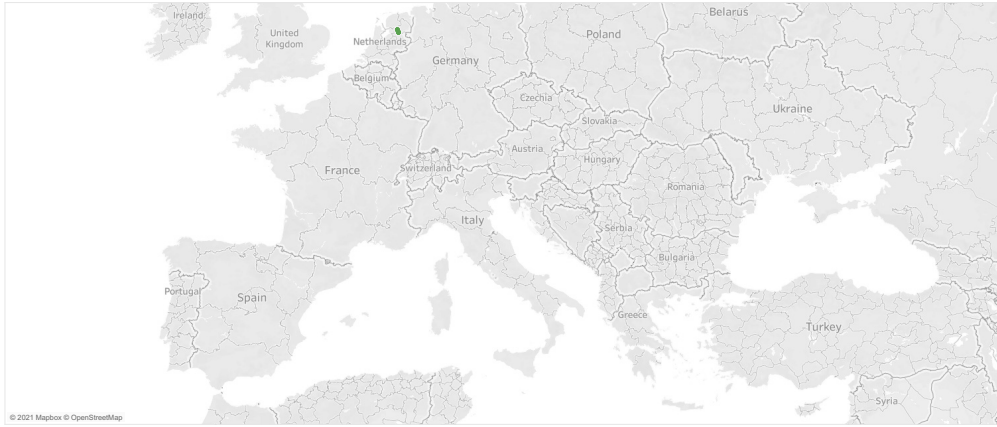 Ireland
Belarus
United
Kingdom
Netherlands
Poland
Germany
Belgium
Czechia
Ukraine
Slovakia
Austria
France
Switzerland
Hungary
Romania
Italy
Serbia
Bulgaria
Portugal
Spain
Greece
Turkey
Syria
© 2021 Mapbox © OpenStreetMap